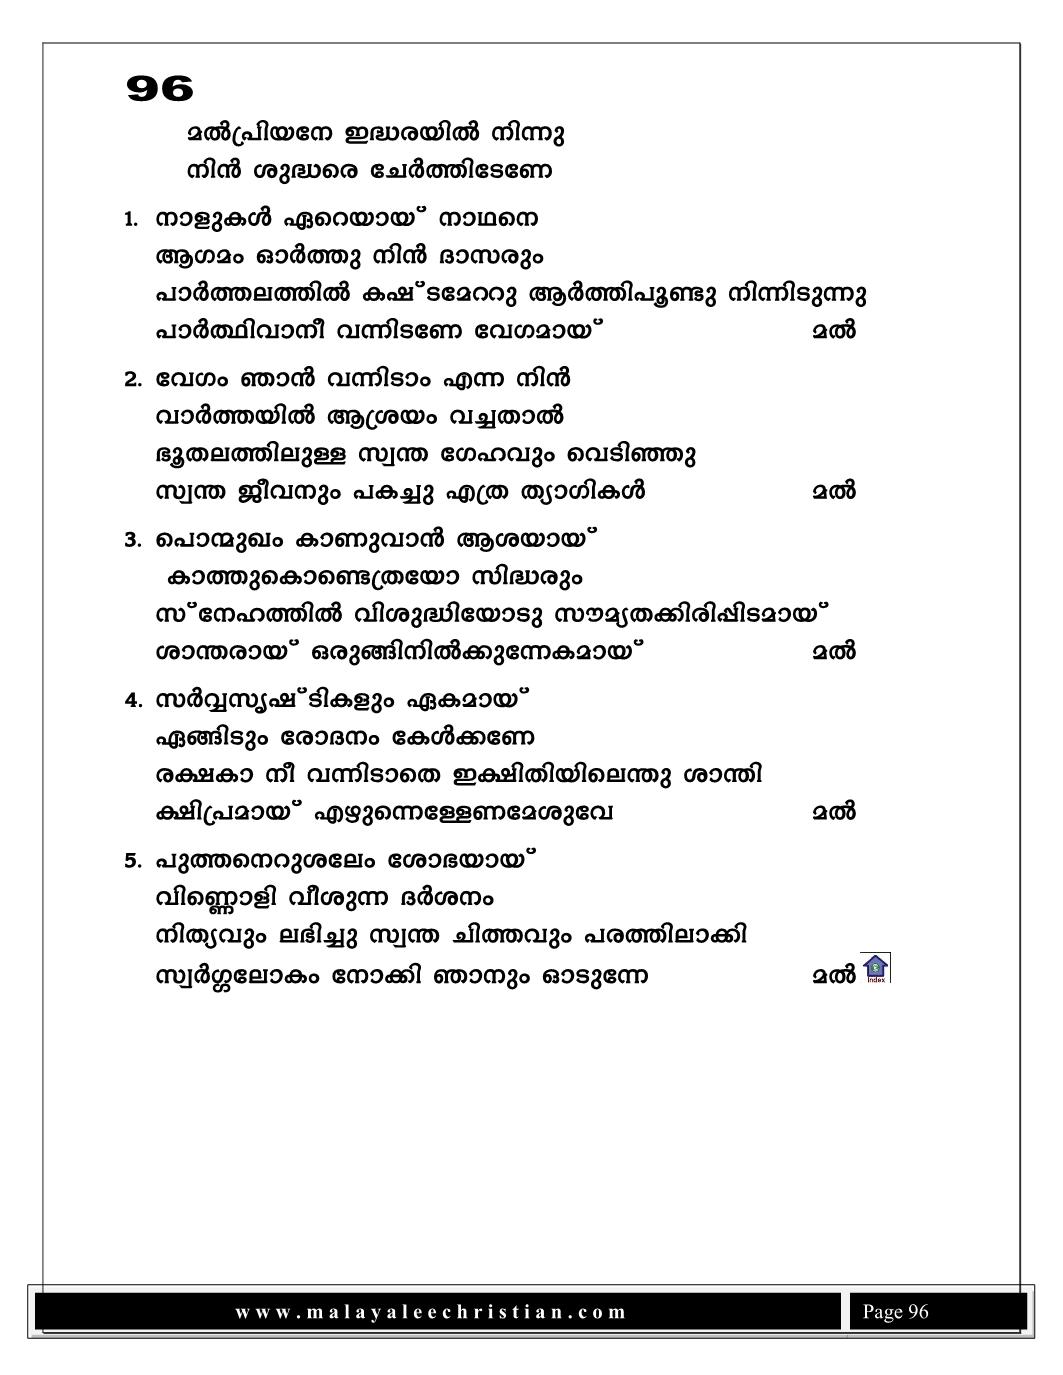 96
മൽപ്രിയനേ ഇദ്ധരയിൽ നിന്നു
നിൻ ശുദ്ധരെ ചേർത്തിടേണേ
1. നാളുകൾ ഏറെയായ് നാഥനെ
ആഗമം ഓർത്തു നിൻ ദാസരും
പാർത്തലത്തിൽ കഷ്ടമേററു ആർത്തിപൂണ്ടു നിന്നിടുന്നു
പാർത്ഥിവാനീ വന്നിടണേ വേഗമായ് മൽ
2. വേഗം ഞാൻ വന്നിടാം എന്ന നിൻ
വാർത്തയിൽ ആശ്രയം വച്ചതാൽ
ഭൂതലത്തിലുള്ള സ്വന്ത ഗേഹവും വെടിഞ്ഞു
സ്വന്ത ജീവനും പകച്ചു എത്ര ത്യാഗികൾ മൽ
3. പൊന്മുഖം കാണുവാൻ ആശയായ്
കാത്തുകൊണ്ടെത്രയോ സിദ്ധരും
സ്നേഹത്തിൽ വിശുദ്ധിയോടു സൗമ്യതക്കിരിപ്പിടമായ്
ശാന്തരായ് ഒരുങ്ങിനിൽക്കുന്നേകമായ് മൽ
4. സർവ്വസൃഷ്ടികളും ഏകമായ്
ഏങ്ങിടും രോദനം കേൾക്കണേ
രക്ഷകാ നീ വന്നിടാതെ ഇക്ഷിതിയിലെന്തു ശാന്തി
ക്ഷിപ്രമായ് എഴുന്നെള്ളേണമേശുവേ മൽ
5. പുത്തനെറുശലേം ശോഭയായ്
വിണ്ണൊളി വീശുന്ന ദർശനം
നിത്യവും ലഭിച്ചു സ്വന്ത ചിത്തവും പരത്തിലാക്കി
സ്വർഗ്ഗലോകം നോക്കി ഞാനും ഓടുന്നേ മൽ
Index
www.malayaleechristian.com Page 96